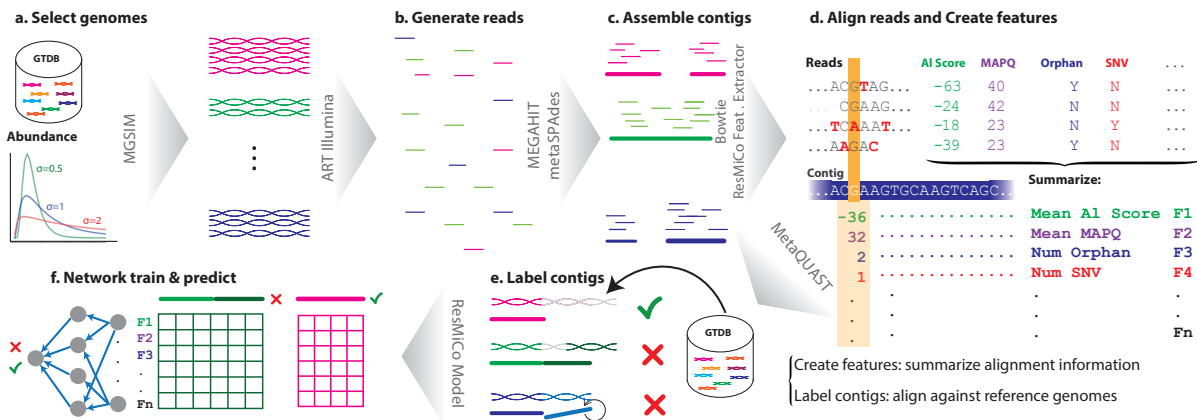 a. Select genomes
GTDB
Abundance
σ=0.5
σ=1
σ=2
MGSIM
ART Illumina
b. Generate reads
MEGAHIT
metaSPAdes
c. Assemble contigs
Bowtie
ResMiCo Feat. Extractor
d. Align reads and Create features
Reads Al Score MAPQ Orphan SNV ...
...ACGTAG... -63 40 Y N ...
... CGAAG -24 42 N N ...
...TCAAAT... -18 23 N Y ...
...AAGAC -39 23 Y N ...
Contig
...ACGAAGTGCAAGTCAGC...
Summarize:
-36 .............. Mean Al Score F1
32 .............. Mean MAPQ F2
2 .............. Num Orphan F3
1 .............. Num SNV F4
. . . .
. . . .
. . . Fn
MetaQUAST
Create features: summarize alignment information
Label contigs: align against reference genomes
e. Label contigs
GTDB
ResMiCo Model
f. Network train & predict
F1
F2
F3
.
.
Fn